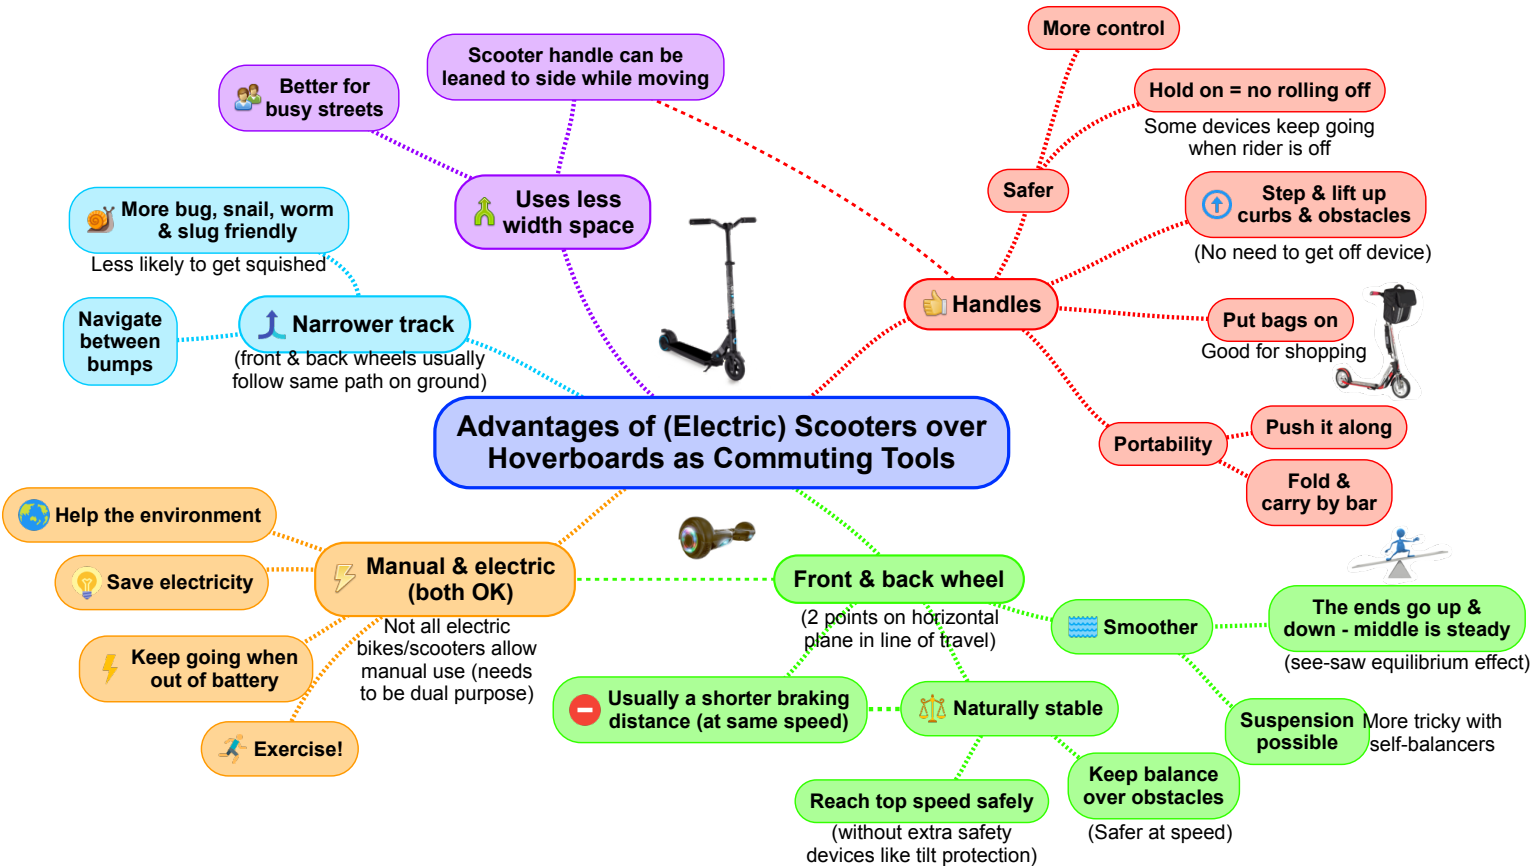 More control
Scooter handle can be
leaned to side while moving
Better for
busy streets
Hold on = no rolling off
Some devices keep going
when rider is off
Safer
Step & lift up
curbs & obstacles
(No need to get off device)
Uses less
width space
More bug, snail, worm
& slug friendly
Less likely to get squished
Navigate
between
bumps
Narrower track
(front & back wheels usually
follow same path on ground)
Handles
Put bags on
Good for shopping
Portability
Push it along
Fold &
carry by bar
Advantages of (Electric) Scooters over
Hoverboards as Commuting Tools
Help the environment
Save electricity
Manual & electric
(both OK)
Not all electric
bikes/scooters allow
manual use (needs
to be dual purpose)
Keep going when
out of battery
Exercise!
Front & back wheel
(2 points on horizontal
plane in line of travel)
Smoother
The ends go up &
down - middle is steady
(see-saw equilibrium effect)
Suspension
possible
More tricky with
self-balancers
Usually a shorter braking
distance (at same speed)
Naturally stable
Reach top speed safely
(without extra safety
devices like tilt protection)
Keep balance
over obstacles
(Safer at speed)